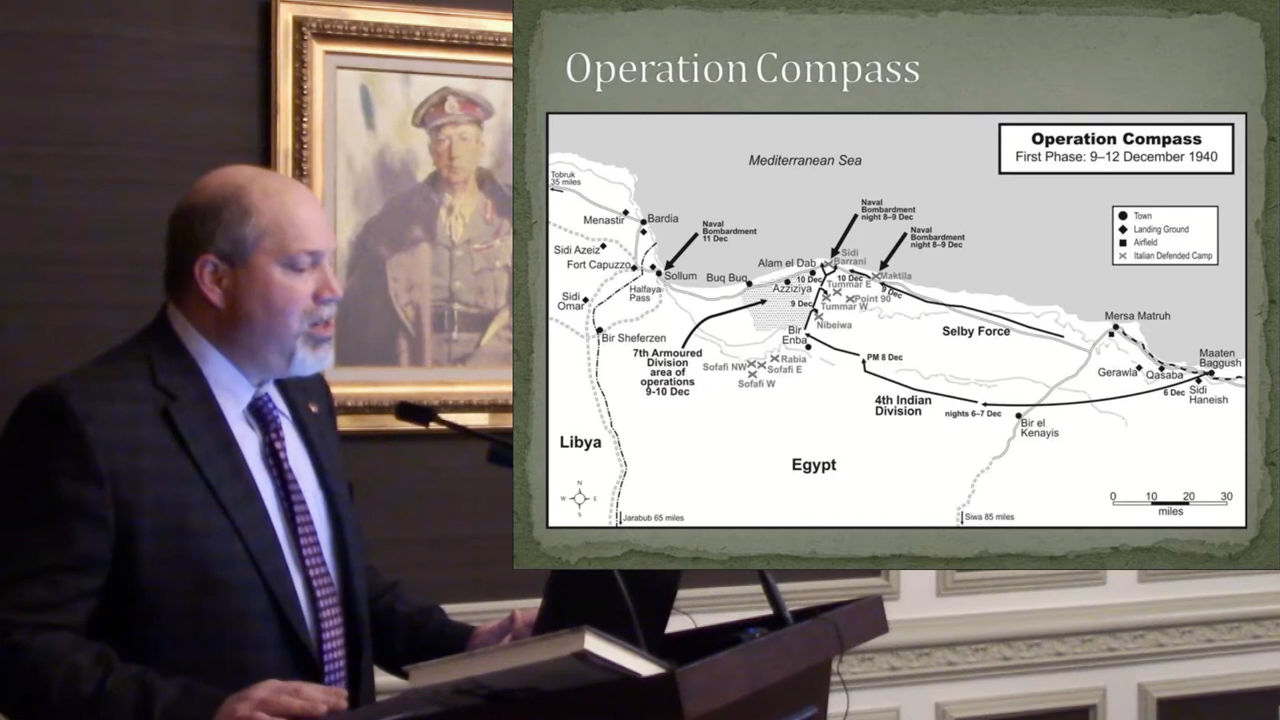 Operation Compass
Operation Compass
First Phase: 9–12 December 1940
Mediterranean Sea
Town
Landing Ground
Airfield
Italian Defended Camp
Tobruk
35 miles
Menastir
Bardia
Naval
Bombardment
11 Dec
Naval
Bombardment
night 8–9 Dec
Naval
Bombardment
night 8–9 Dec
Sidi Azeiz
Fort Capuzzo
Sollum
Halfaya
Pass
Sidi
Omar
Bir Sheferzen
Buq Buq
Alam el Dab
Azziziya
Sidi
Barrani
Maktila
10 Dec
10 Dec
9 Dec
Tummar E
Point 90
Tummar W
9 Dec
Nibeiwa
Bir
Enba
Rabia
Sofafi NW
Sofafi E
Sofafi W
7th Armoured
Division
area of
operations
9-10 Dec
Selby Force
PM 8 Dec
4th Indian
Division
nights 6–7 Dec
Mersa Matruh
Maaten
Baggush
Gerawla
Qasaba
6 Dec
Sidi
Haneish
Bir el
Kenayis
Libya
Egypt
N
W
E
S
Jarabub 65 miles
Siwa 85 miles
0 10 20 30
miles